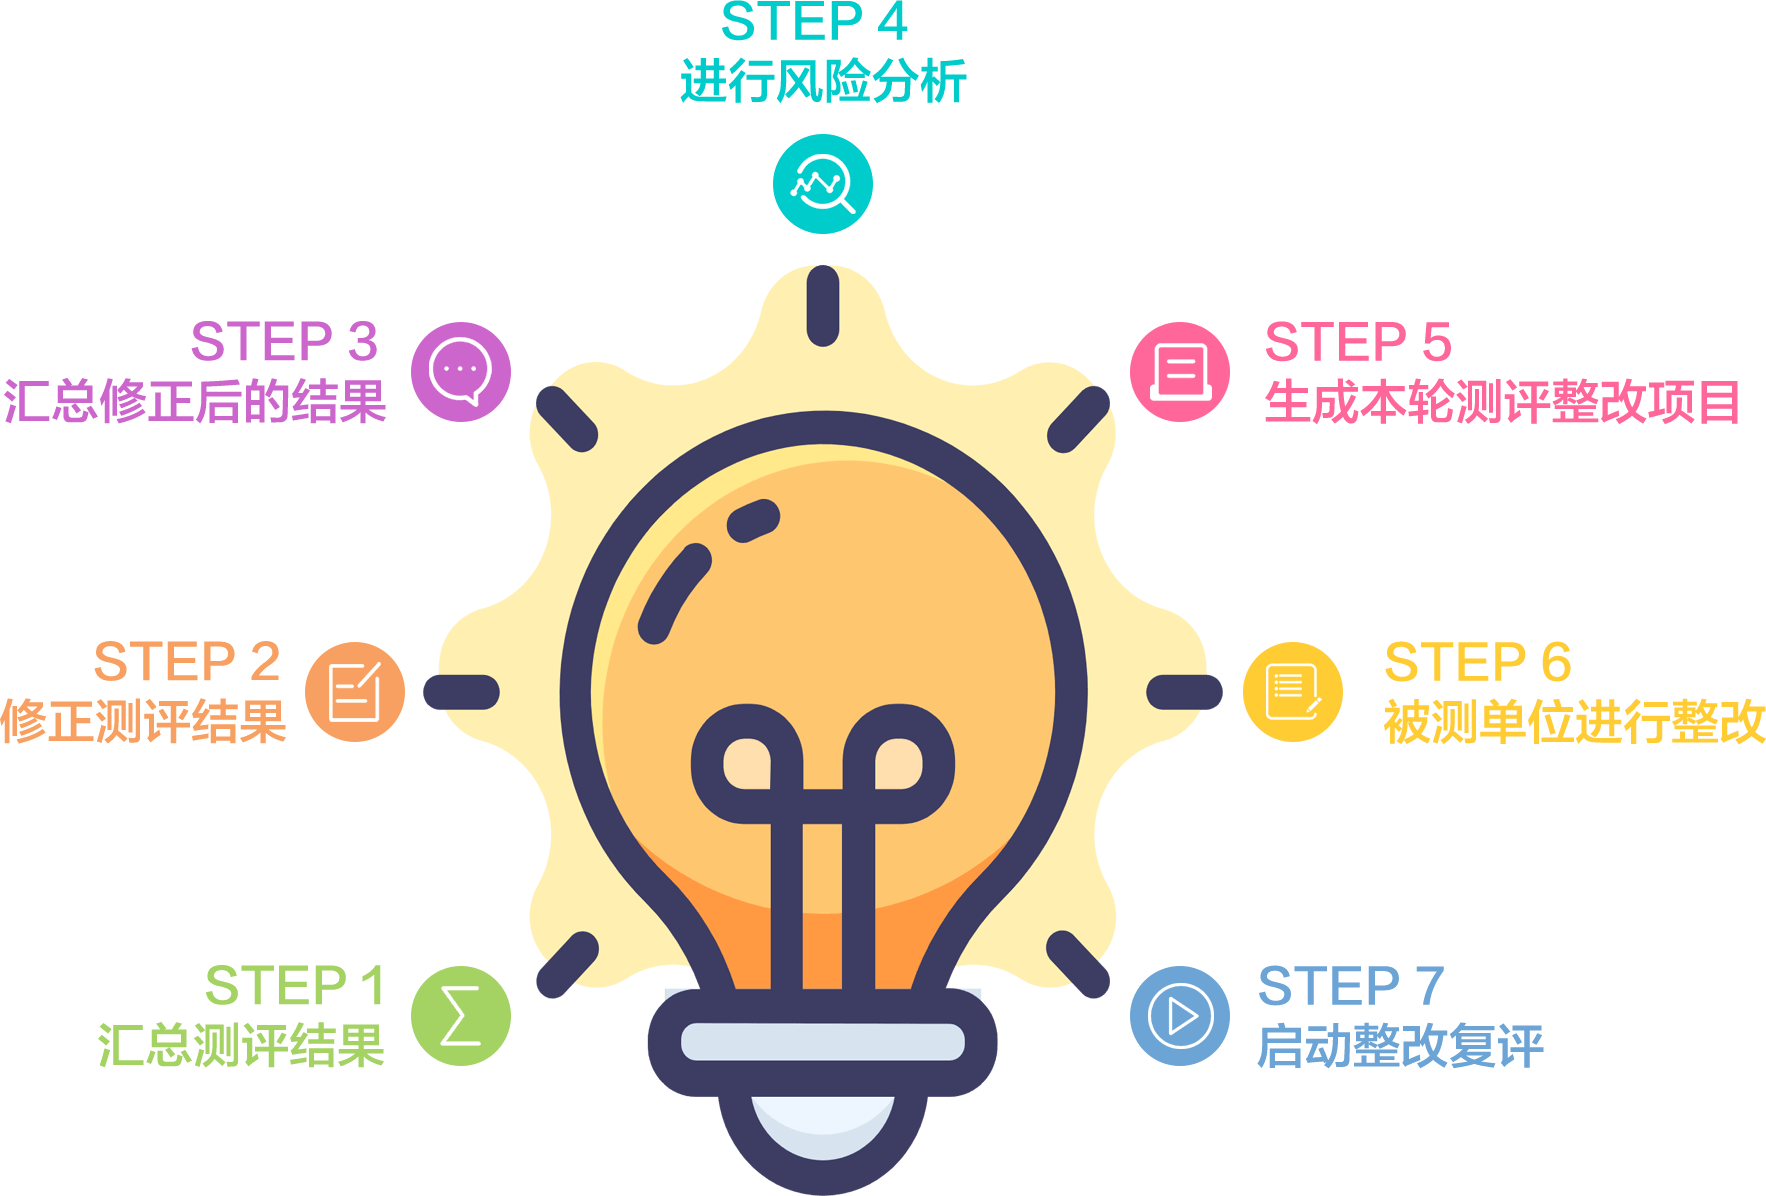 STEP 1
汇总测评结果
STEP 2
修正测评结果
STEP 3
汇总修正后的结果
STEP 4
进行风险分析
STEP 5
生成本轮测评整改项目
STEP 6
被测单位进行整改
STEP 7
启动整改复评